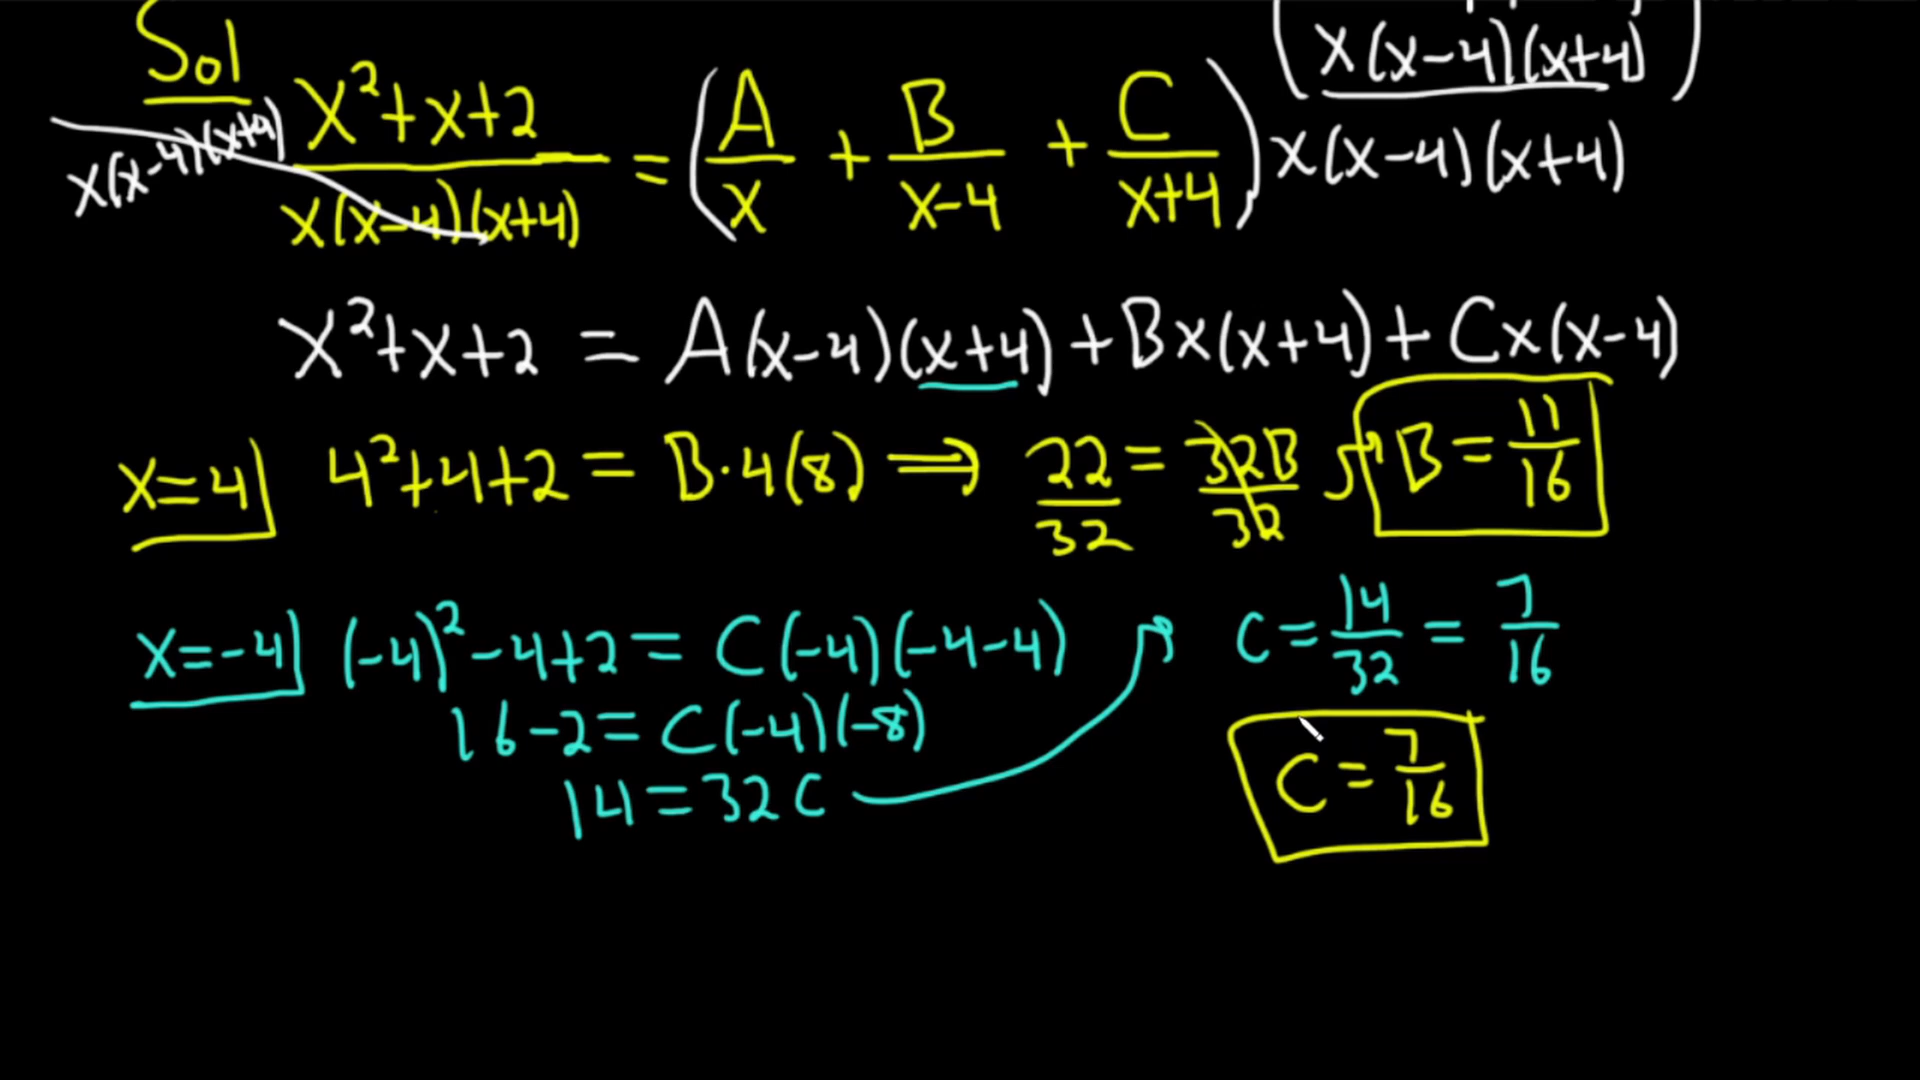 Sol
x(x-4)(x+4)
x(x-4)(x+4) x²+x+2 / x(x-4)(x+4) = (A/x + B/x-4 + C/x+4) x(x-4)(x+4)
x²+x+2 = A(x-4)(x+4)+Bx(x+4)+Cx(x-4)
x=4 4²+4+2 = B·4(8) ⟹ 22/32 = 32B/32 B = 11/16
x=-4 (-4)²-4+2 = C(-4)(-4-4) C = 14/32 = 7/16
16-2 = C(-4)(-8)
14 = 32C
C = 7/16